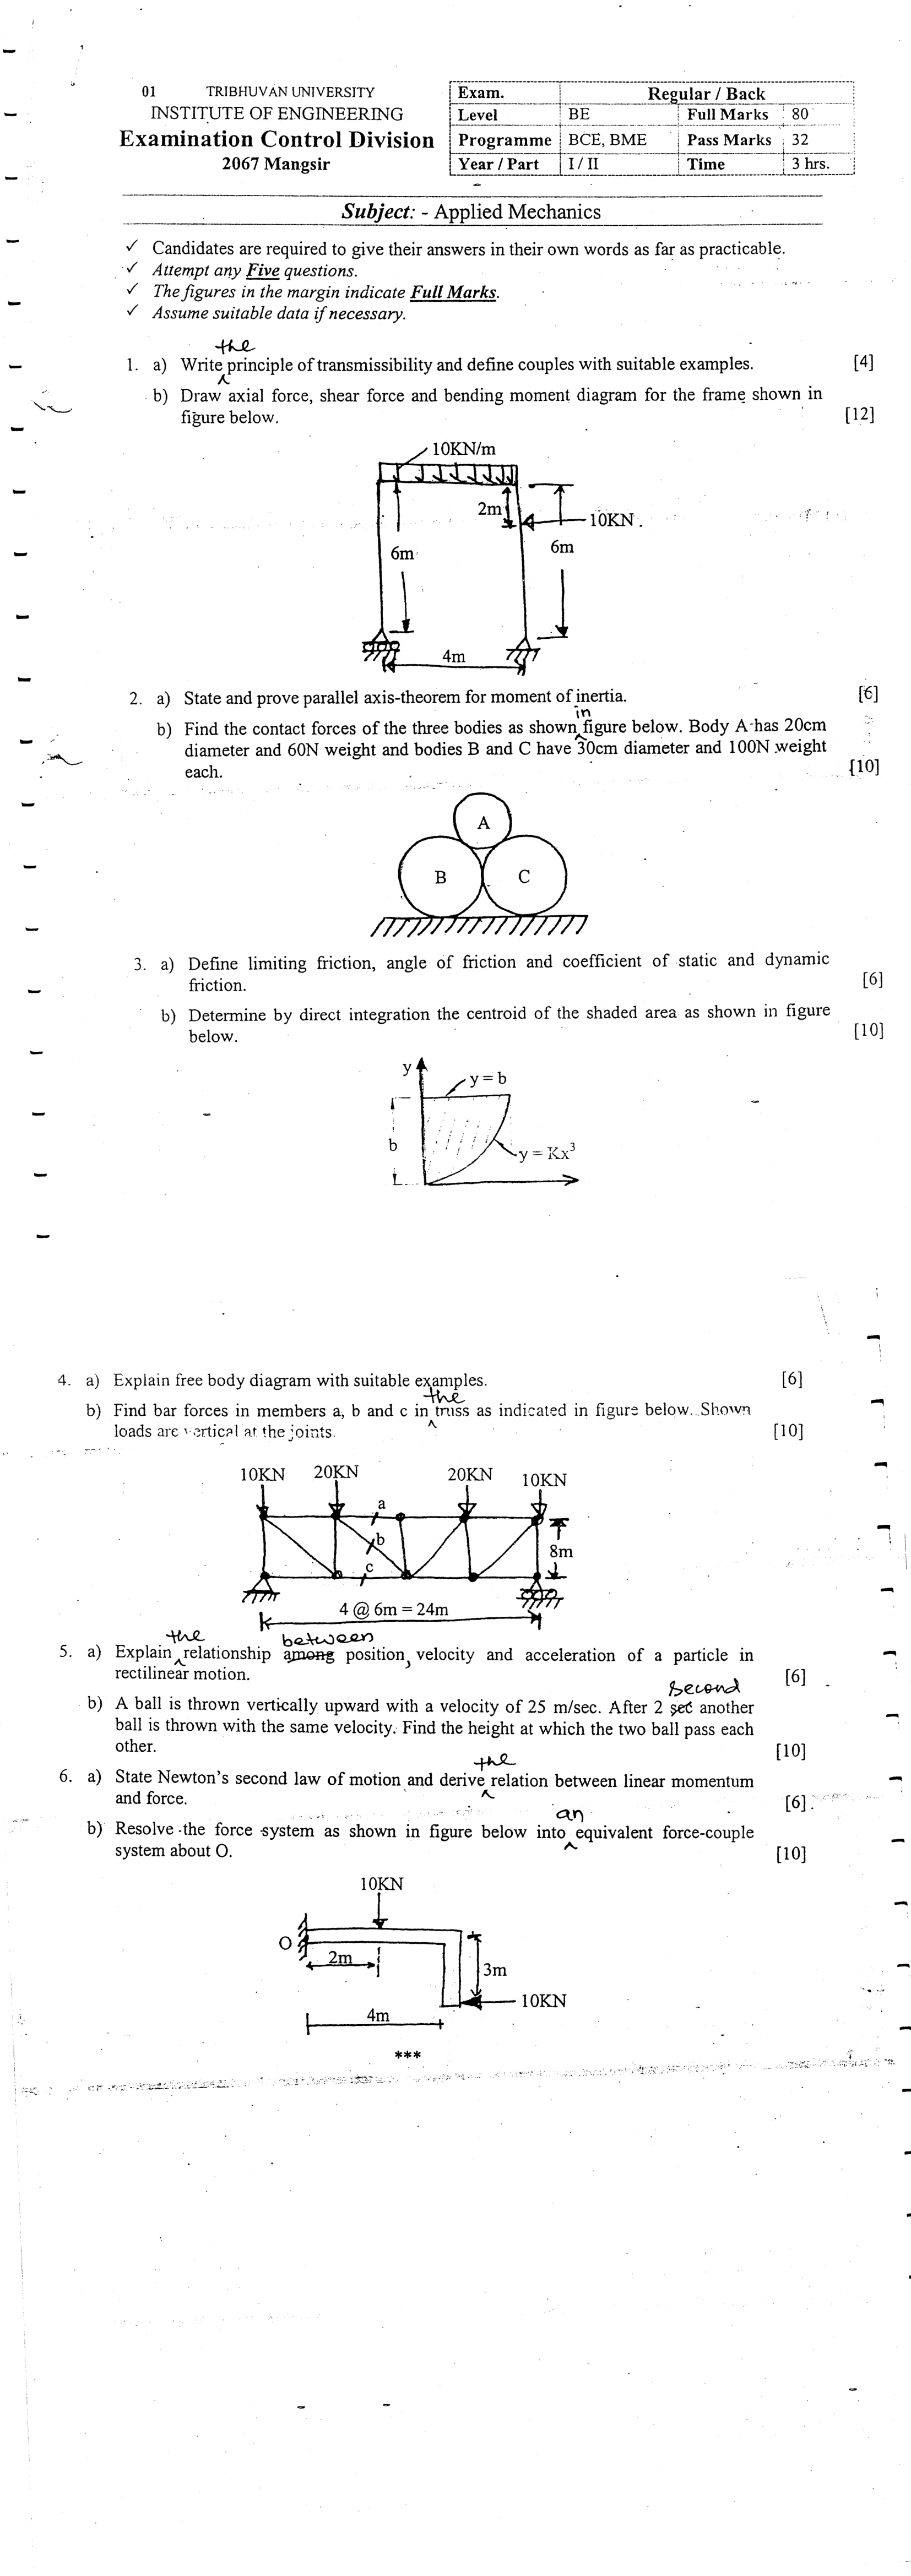 01 TRIBHUVAN UNIVERSITY
INSTITUTE OF ENGINEERING
Examination Control Division
2067 Mangsir
Exam. Regular / Back
Level BE Full Marks 80
Programme BCE, BME Pass Marks 32
Year / Part I / II Time 3 hrs.
Subject: - Applied Mechanics
✓ Candidates are required to give their answers in their own words as far as practicable.
✓ Attempt any Five questions.
✓ The figures in the margin indicate Full Marks.
✓ Assume suitable data if necessary.
the
1. a) Write principle of transmissibility and define couples with suitable examples. [4]
b) Draw axial force, shear force and bending moment diagram for the frame shown in
figure below. [12]
10KN/m
2m
10KN.
6m
6m
4m
2. a) State and prove parallel axis-theorem for moment of inertia. [6]
in
b) Find the contact forces of the three bodies as shown figure below. Body A has 20cm
diameter and 60N weight and bodies B and C have 30cm diameter and 100N weight
each. [10]
A
B C
3. a) Define limiting friction, angle of friction and coefficient of static and dynamic
friction. [6]
b) Determine by direct integration the centroid of the shaded area as shown in figure
below. [10]
y
y = b
b
y = Kx³
4. a) Explain free body diagram with suitable examples. [6]
the
b) Find bar forces in members a, b and c in truss as indicated in figure below. Shown
loads are vertical at the joints. [10]
10KN 20KN 20KN 10KN
a
b
8m
c
4 @ 6m = 24m
the between
5. a) Explain relationship among position, velocity and acceleration of a particle in
rectilinear motion. [6]
second
b) A ball is thrown vertically upward with a velocity of 25 m/sec. After 2 sec another
ball is thrown with the same velocity. Find the height at which the two ball pass each
other. [10]
the
6. a) State Newton's second law of motion and derive relation between linear momentum
and force. [6]
an
b) Resolve the force system as shown in figure below into equivalent force-couple
system about O. [10]
10KN
O
2m
3m
10KN
4m
***